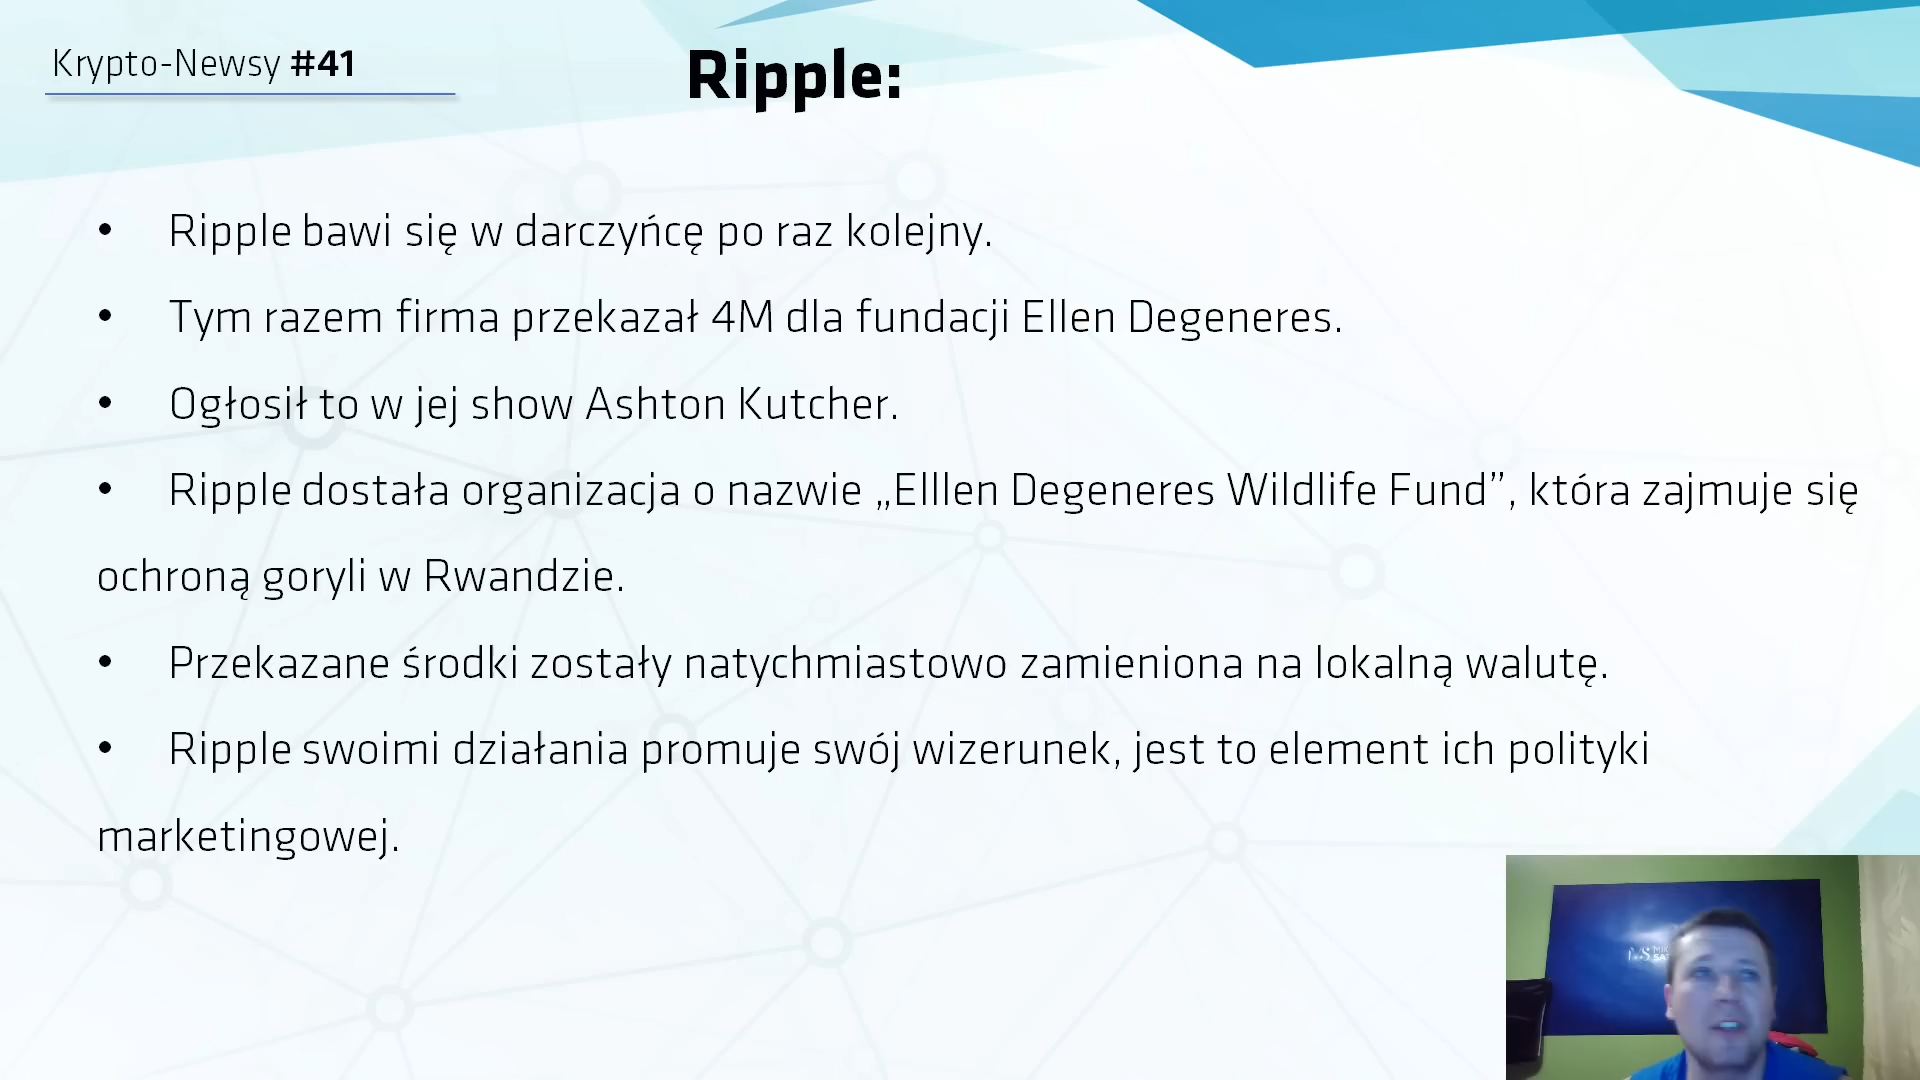 Krypto-Newsy #41
Ripple:
• Ripple bawi się w darczyńcę po raz kolejny.
• Tym razem firma przekazał 4M dla fundacji Ellen Degeneres.
• Ogłosił to w jej show Ashton Kutcher.
• Ripple dostała organizacja o nazwie „Elllen Degeneres Wildlife Fund”, która zajmuje się
ochroną goryli w Rwandzie.
• Przekazane środki zostały natychmiastowo zamieniona na lokalną walutę.
• Ripple swoimi działania promuje swój wizerunek, jest to element ich polityki
marketingowej.